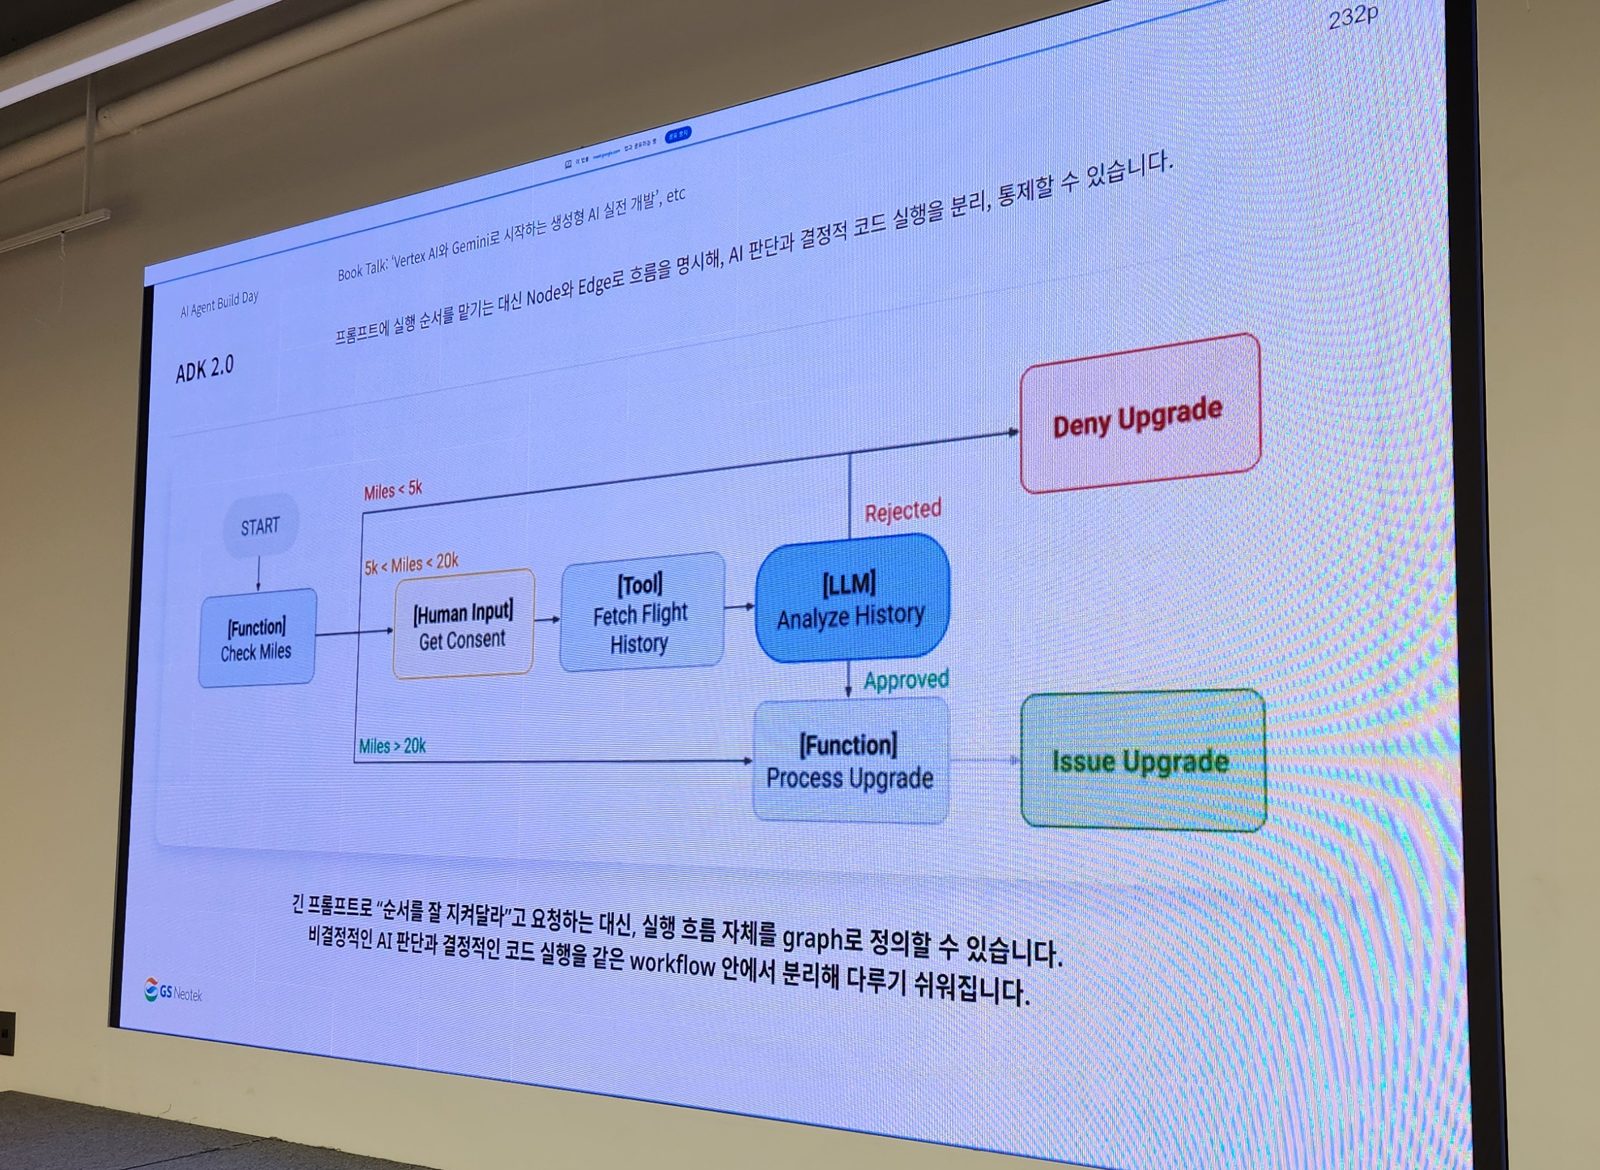 232p
AI Agent Build Day
Book Talk: 'Vertex AI와 Gemini로 시작하는 생성형 AI 실전 개발', etc
ADK 2.0
프롬프트에 실행 순서를 맡기는 대신 Node와 Edge로 흐름을 명시해, AI 판단과 결정적 코드 실행을 분리, 통제할 수 있습니다.
START
[Function]
Check Miles
Miles < 5k
5k < Miles < 20k
Miles > 20k
[Human Input]
Get Consent
[Tool]
Fetch Flight
History
[LLM]
Analyze History
Rejected
Approved
[Function]
Process Upgrade
Deny Upgrade
Issue Upgrade
긴 프롬프트로 “순서를 잘 지켜달라”고 요청하는 대신, 실행 흐름 자체를 graph로 정의할 수 있습니다.
비결정적인 AI 판단과 결정적인 코드 실행을 같은 workflow 안에서 분리해 다루기 쉬워집니다.
GS Neotek